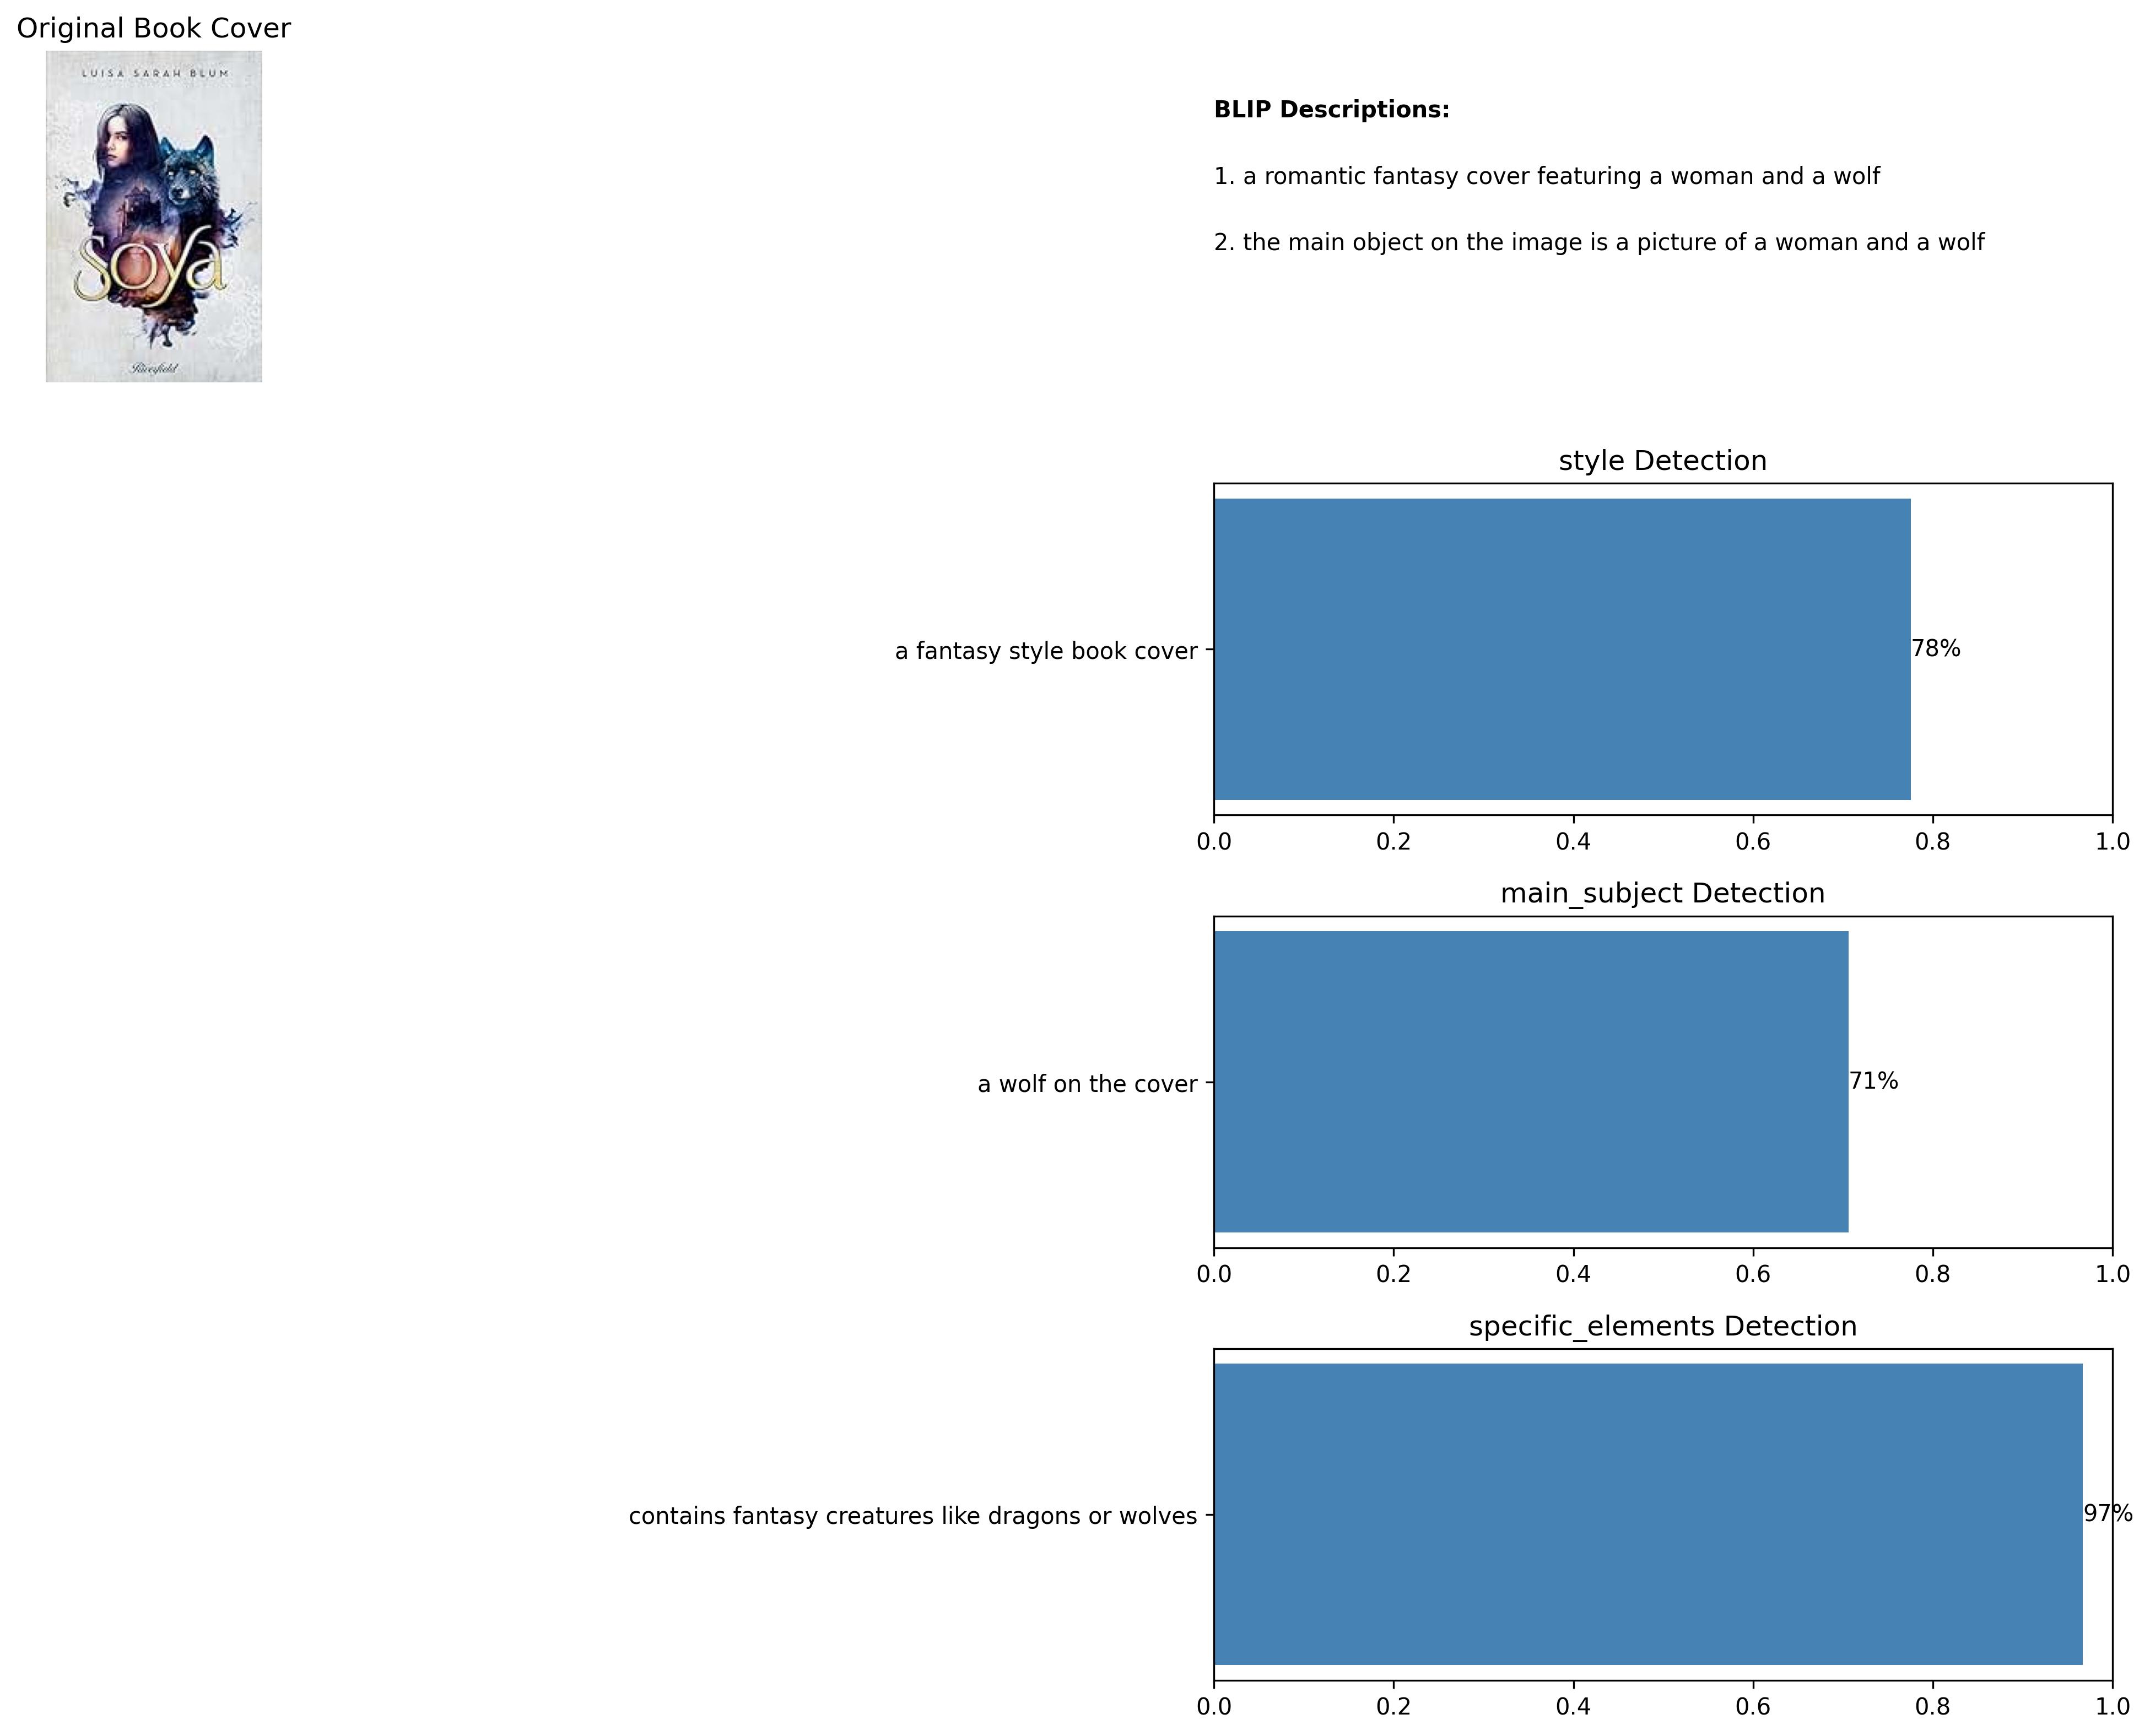 Original Book Cover
LUISA SARAH BLUM
soya
BLIP Descriptions:
1. a romantic fantasy cover featuring a woman and a wolf
2. the main object on the image is a picture of a woman and a wolf
style Detection
a fantasy style book cover
78%
0.0 0.2 0.4 0.6 0.8 1.0
main_subject Detection
a wolf on the cover
71%
0.0 0.2 0.4 0.6 0.8 1.0
specific_elements Detection
contains fantasy creatures like dragons or wolves
97%
0.0 0.2 0.4 0.6 0.8 1.0